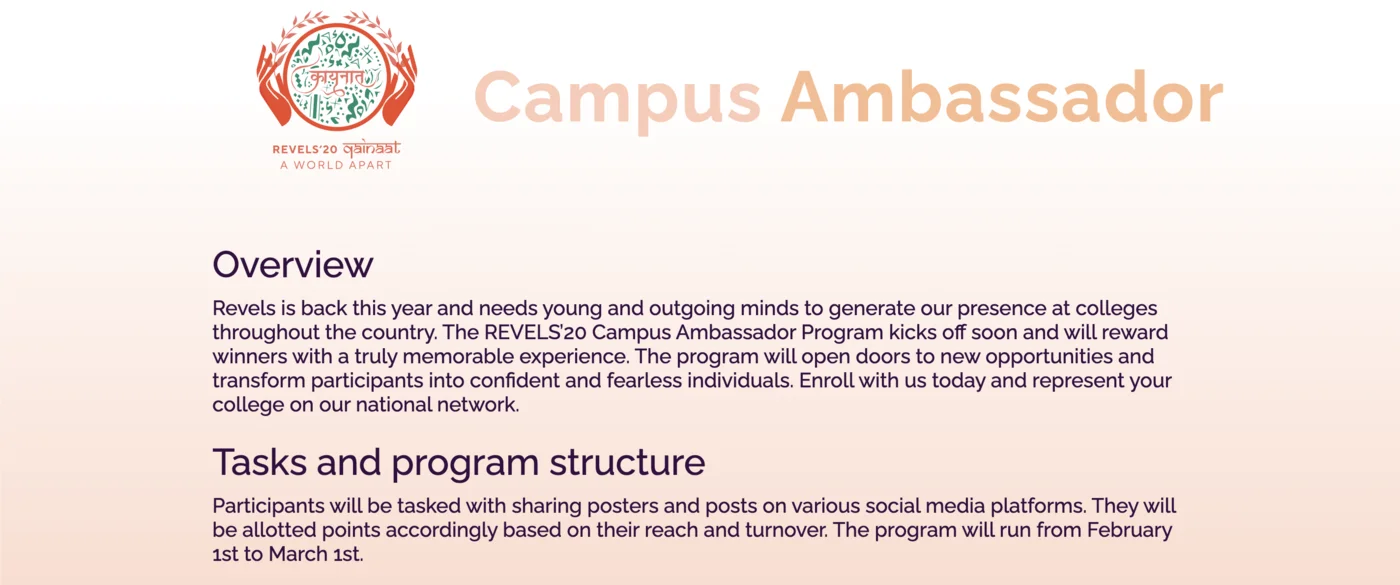 कायनात
REVELS'20 qainaat
A WORLD APART
Campus Ambassador
Overview
Revels is back this year and needs young and outgoing minds to generate our presence at colleges
throughout the country. The REVELS’20 Campus Ambassador Program kicks off soon and will reward
winners with a truly memorable experience. The program will open doors to new opportunities and
transform participants into confident and fearless individuals. Enroll with us today and represent your
college on our national network.
Tasks and program structure
Participants will be tasked with sharing posters and posts on various social media platforms. They will
be allotted points accordingly based on their reach and turnover. The program will run from February
1st to March 1st.